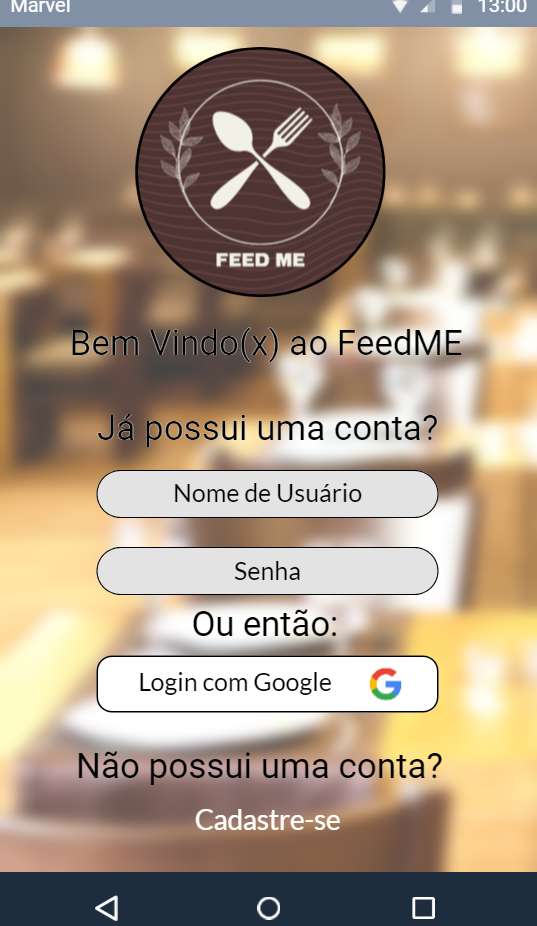 Marvel 13:00
FEED ME
Bem Vindo(x) ao FeedME
Já possui uma conta?
Nome de Usuário
Senha
Ou então:
Login com Google
Não possui uma conta?
Cadastre-se